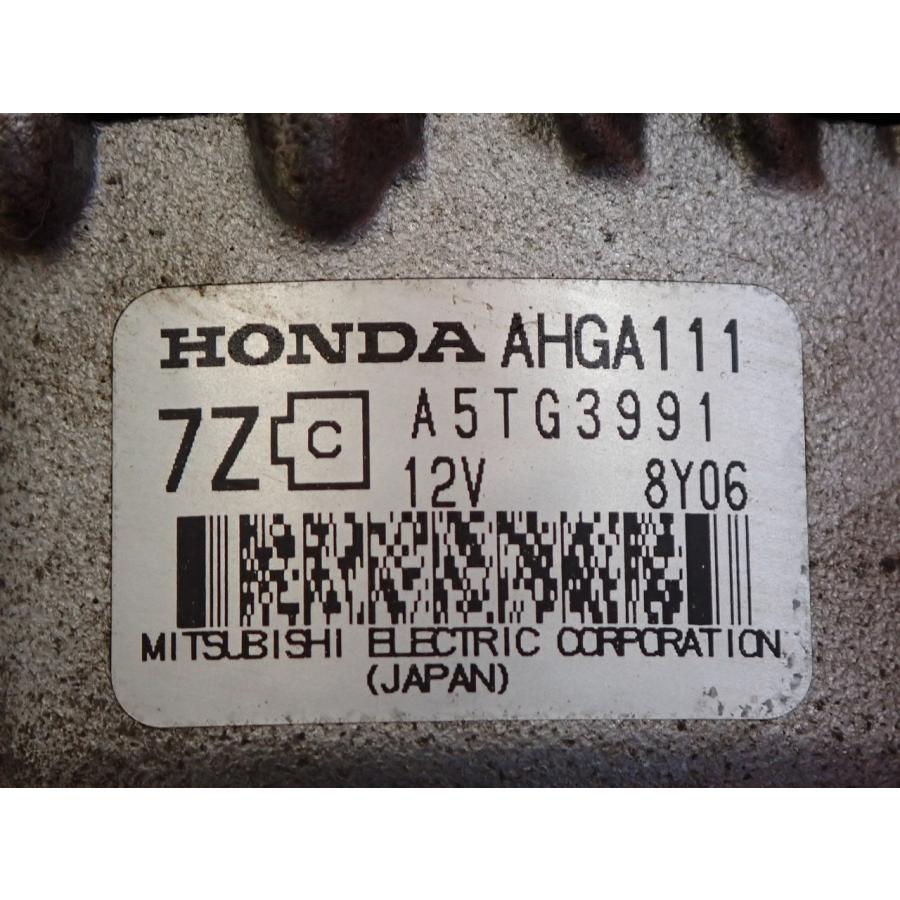 HONDA AHGA111
7Z C A5TG3991
12V 8Y06
MITSUBISHI ELECTRIC CORPORATION
(JAPAN)